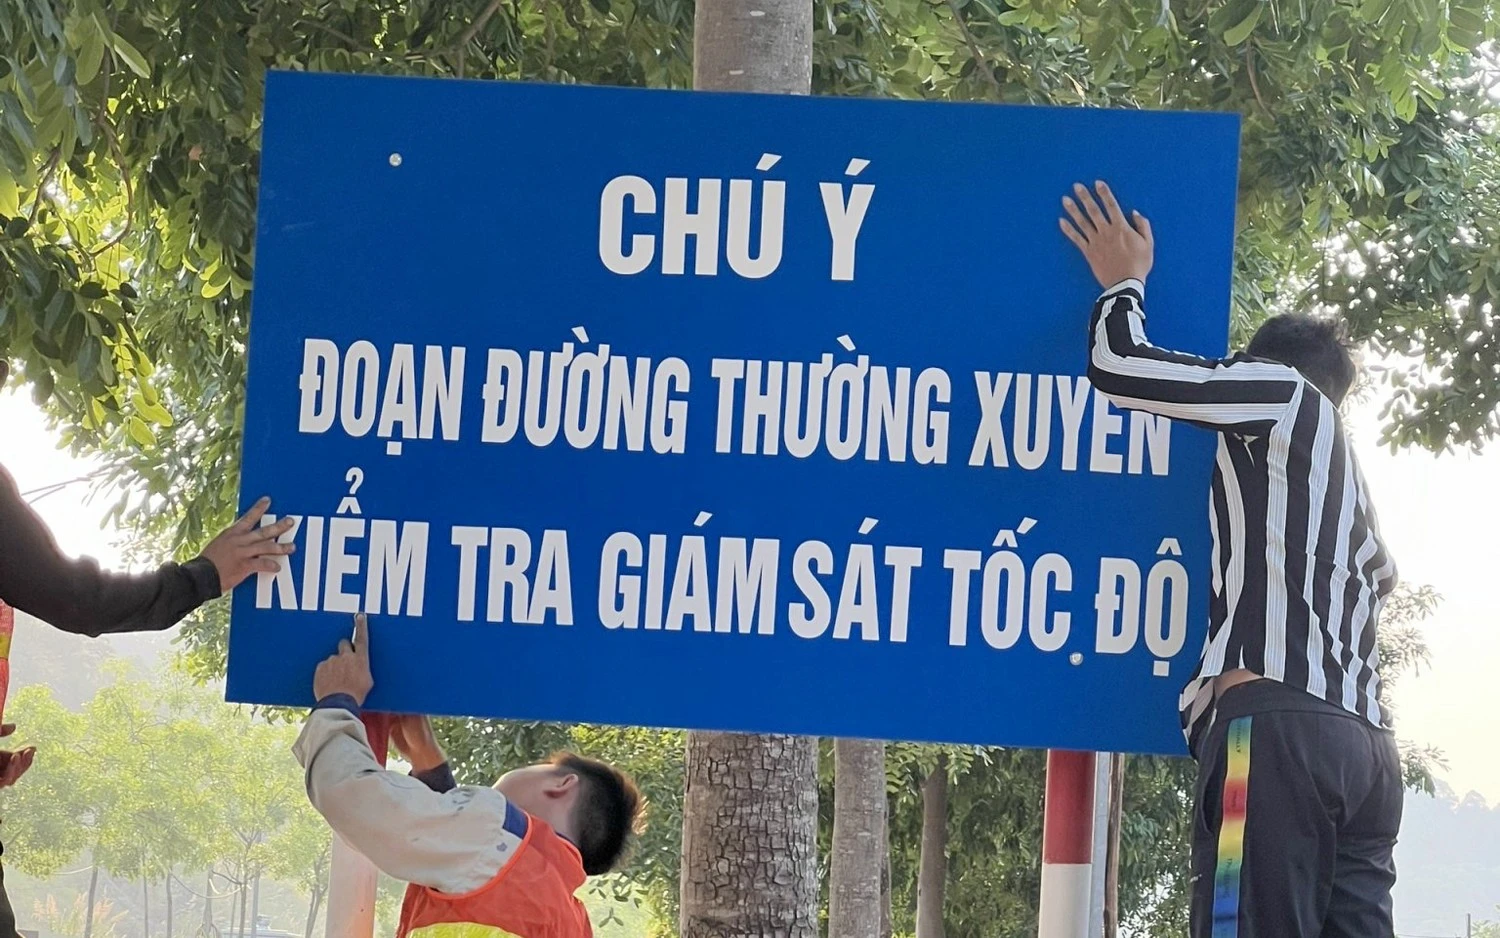 CHÚ Ý
ĐOẠN ĐƯỜNG THƯỜNG XUYÊN
KIỂM TRA GIÁM SÁT TỐC ĐỘ